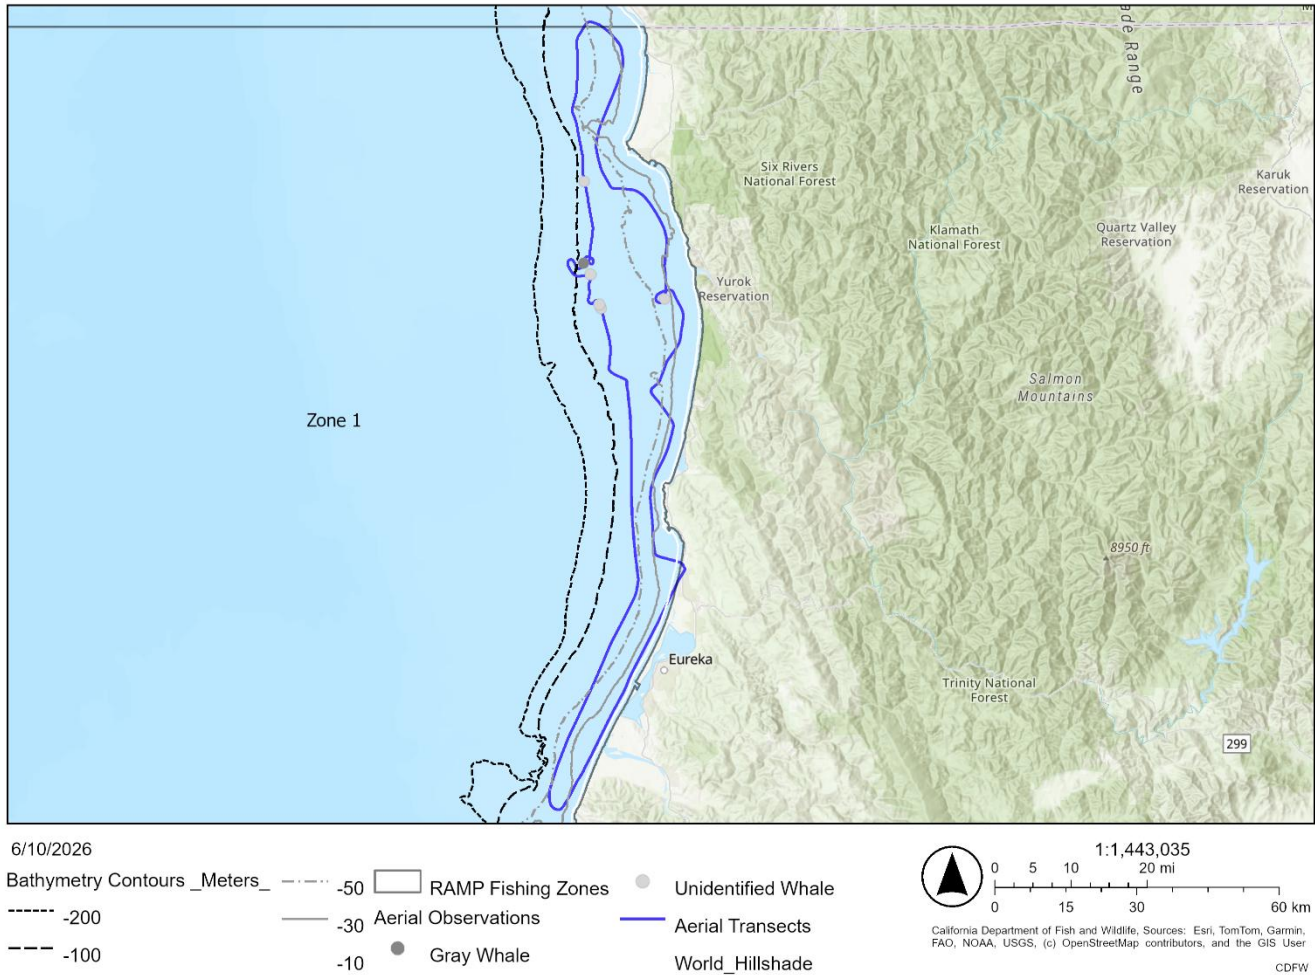 ade Range
Six Rivers
National Forest
Karuk
Reservation
Klamath
National Forest
Quartz Valley
Reservation
Yurok
Reservation
Salmon
Mountains
Zone 1
8950 ft
Eureka
Trinity National
Forest
299
6/10/2026
Bathymetry Contours _Meters_
-200
-100
-50
-30
-10
RAMP Fishing Zones
Aerial Observations
Gray Whale
Unidentified Whale
Aerial Transects
World_Hillshade
1:1,443,035
0 5 10 20 mi
0 15 30 60 km
California Department of Fish and Wildlife, Sources: Esri, TomTom, Garmin,
FAO, NOAA, USGS, (c) OpenStreetMap contributors, and the GIS User
CDFW